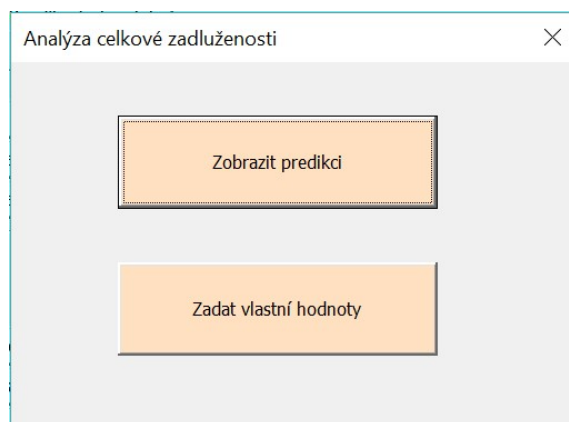 Analýza celkové zadluženosti
Zobrazit predikci
Zadat vlastní hodnoty